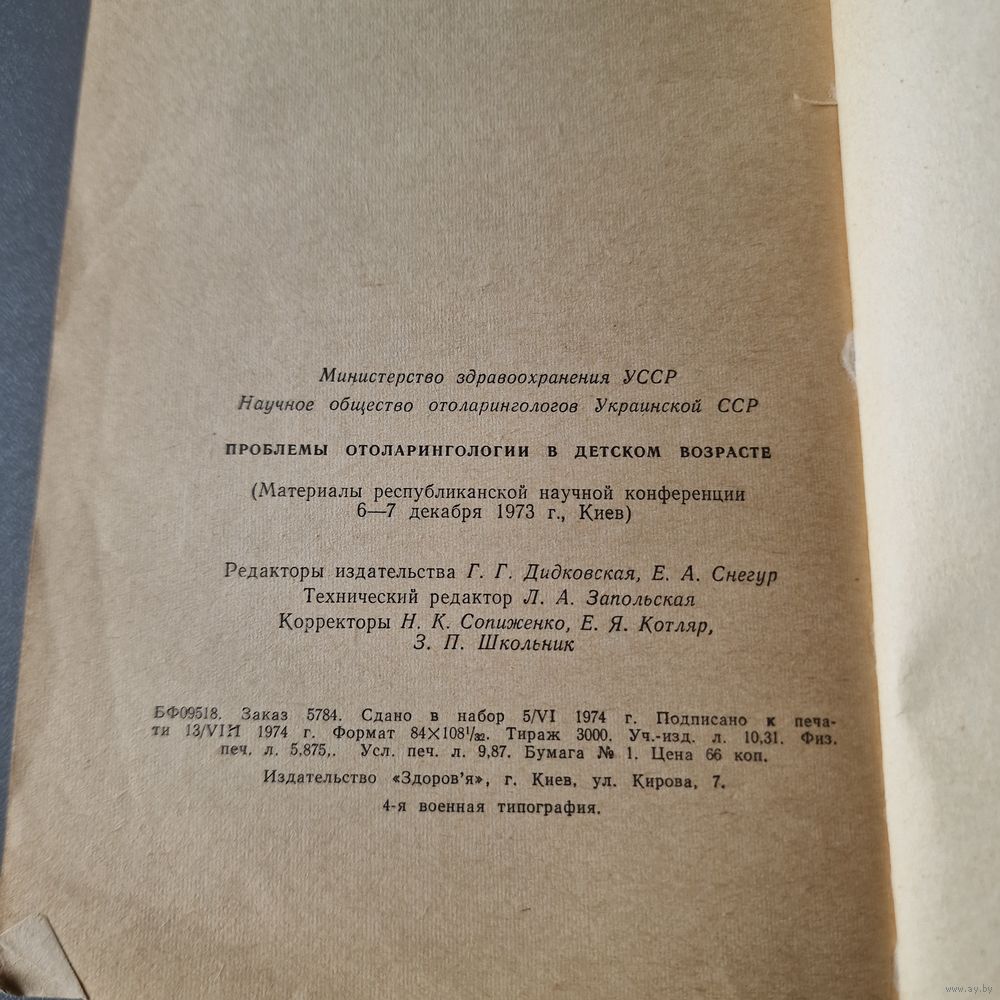 Министерство здравоохранения УССР
Научное общество отоларингологов Украинской ССР
ПРОБЛЕМЫ ОТОЛАРИНГОЛОГИИ В ДЕТСКОМ ВОЗРАСТЕ
(Материалы республиканской научной конференции
6—7 декабря 1973 г., Киев)
Редакторы издательства Г. Г. Дидковская, Е. А. Снегур
Технический редактор Л. А. Запольская
Корректоры Н. К. Сопиженко, Е. Я. Котляр,
З. П. Школьник
БФ09518. Заказ 5784. Сдано в набор 5/VI 1974 г. Подписано к печа-
ти 13/VIII 1974 г. Формат 84×108¹/₃₂. Тираж 3000. Уч.-изд. л. 10,31. Физ.
печ. л. 5,875,. Усл. печ. л. 9,87. Бумага № 1. Цена 66 коп.
Издательство «Здоров'я», г. Киев, ул. Кирова, 7.
4-я военная типография.
www.ay.by